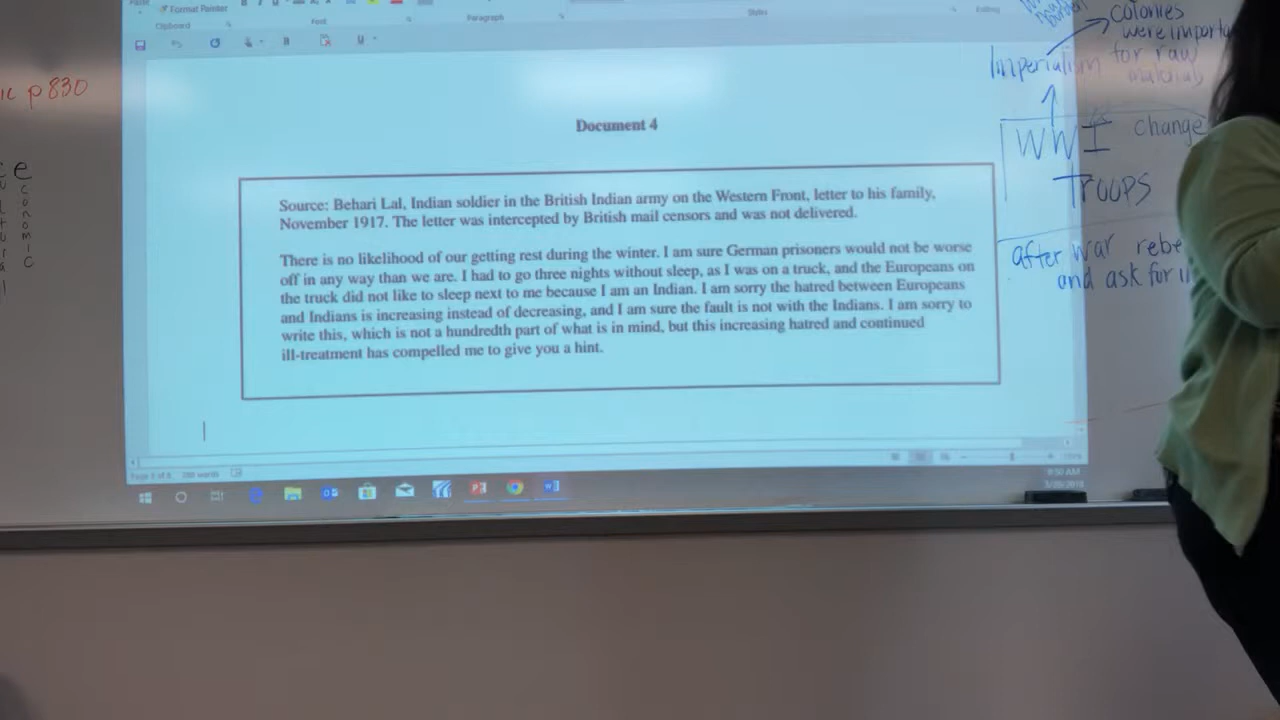 Format Painter
Clipboard
Font
Paragraph
Styles
Editing
p 830
Document 4
Source: Behari Lal, Indian soldier in the British Indian army on the Western Front, letter to his family,
November 1917. The letter was intercepted by British mail censors and was not delivered.
There is no likelihood of our getting rest during the winter. I am sure German prisoners would not be worse
off in any way than we are. I had to go three nights without sleep, as I was on a truck, and the Europeans on
the truck did not like to sleep next to me because I am an Indian. I am sorry the hatred between Europeans
and Indians is increasing instead of decreasing, and I am sure the fault is not with the Indians. I am sorry to
write this, which is not a hundredth part of what is in mind, but this increasing hatred and continued
ill-treatment has compelled me to give you a hint.
colonies
were importa
Imperialism for raw
materials
WWI change
Troops
after war rebe
and ask for
economic
9:50 AM